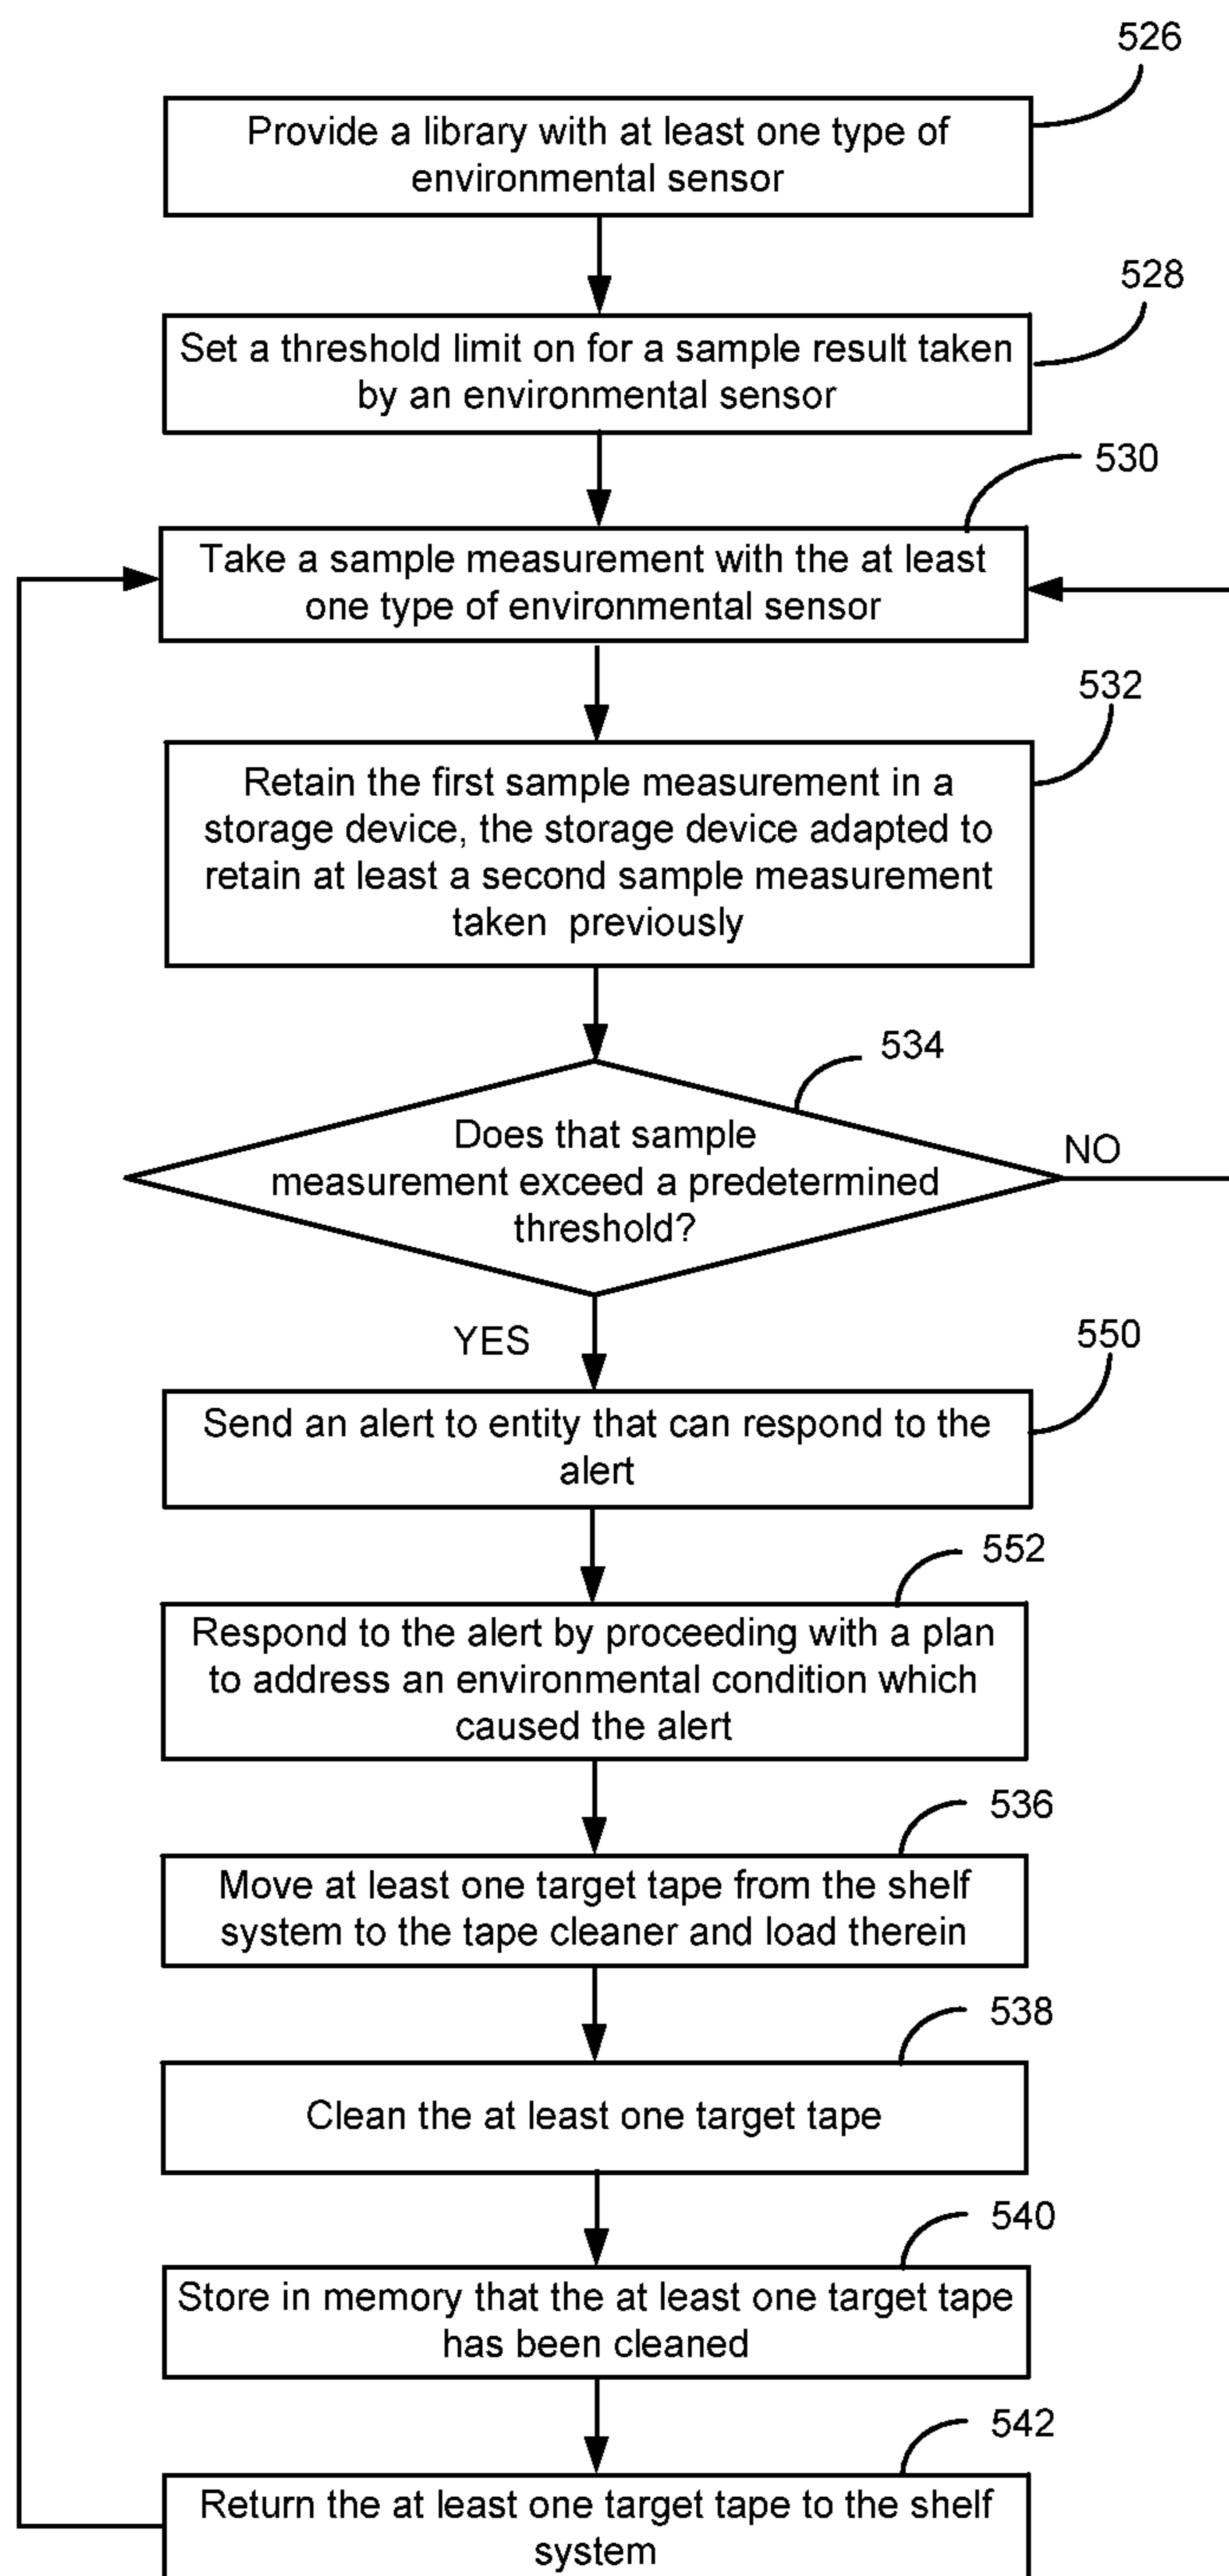 526
Provide a library with at least one type of
environmental sensor
528
Set a threshold limit on for a sample result taken
by an environmental sensor
530
Take a sample measurement with the at least
one type of environmental sensor
532
Retain the first sample measurement in a
storage device, the storage device adapted to
retain at least a second sample measurement
taken previously
534
Does that sample
measurement exceed a predetermined
threshold?
NO
YES
550
Send an alert to entity that can respond to the
alert
552
Respond to the alert by proceeding with a plan
to address an environmental condition which
caused the alert
536
Move at least one target tape from the shelf
system to the tape cleaner and load therein
538
Clean the at least one target tape
540
Store in memory that the at least one target tape
has been cleaned
542
Return the at least one target tape to the shelf
system